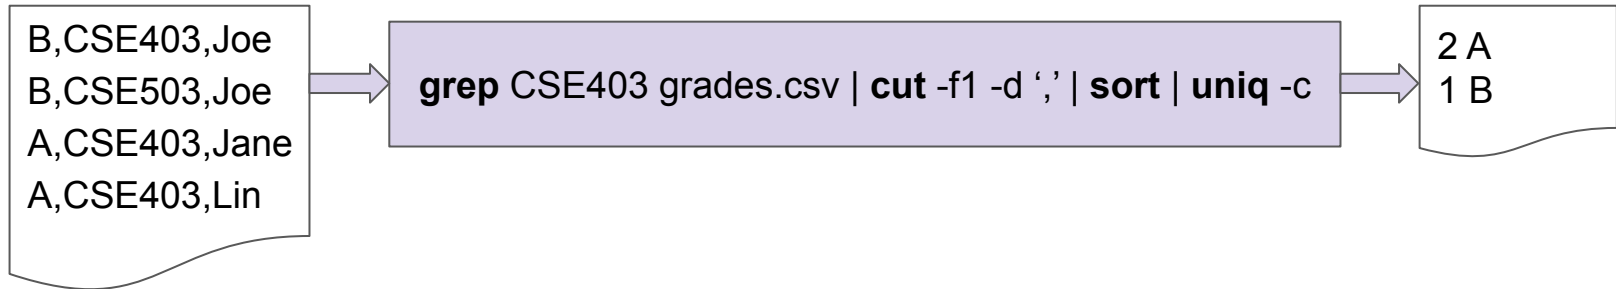 B,CSE403,Joe
B,CSE503,Joe
A,CSE403,Jane
A,CSE403,Lin
grep CSE403 grades.csv | cut -f1 -d ‘,’ | sort | uniq -c
2 A
1 B